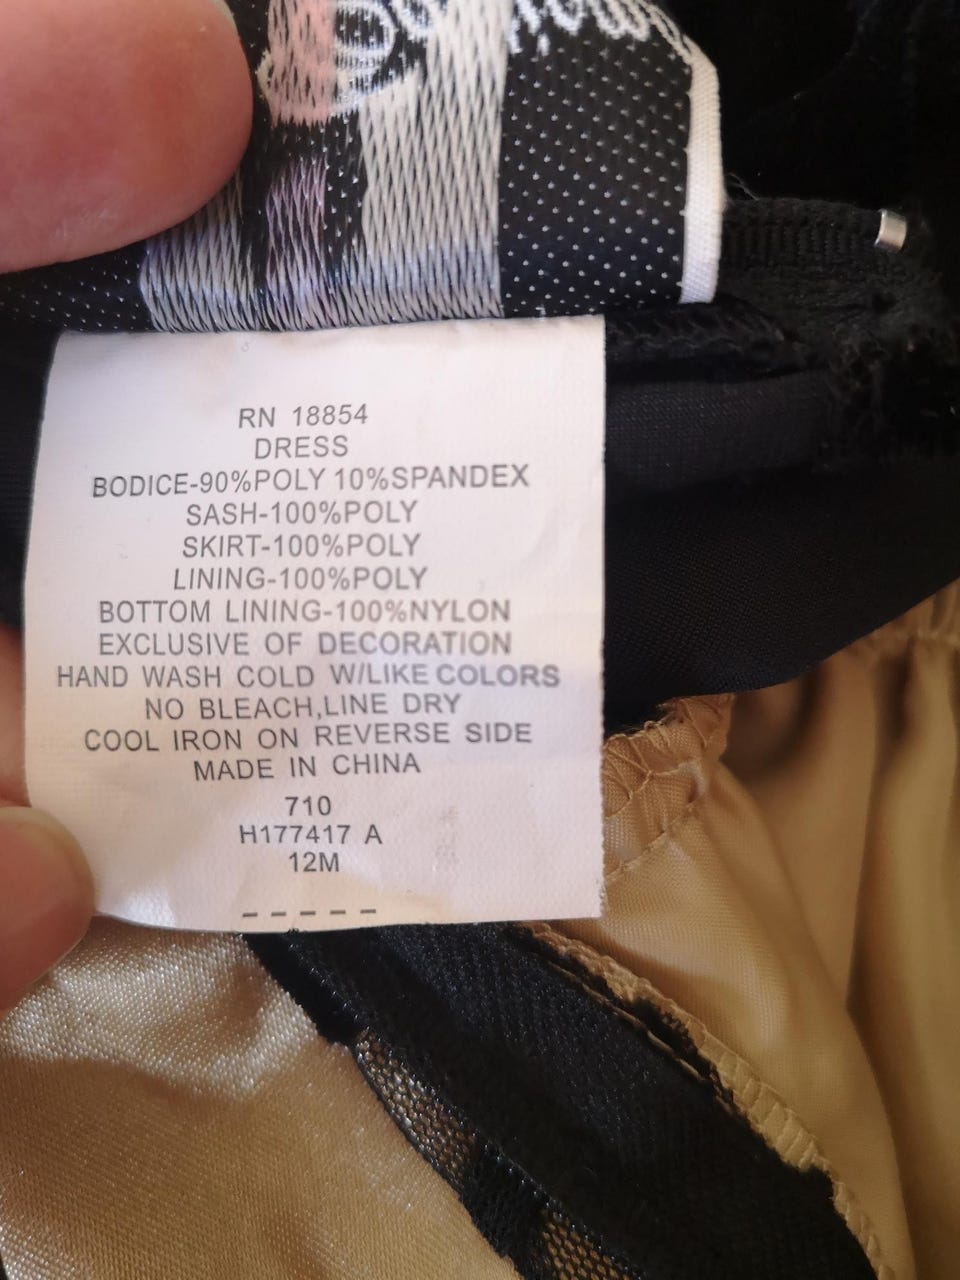 RN 18854
DRESS
BODICE-90%POLY 10%SPANDEX
SASH-100%POLY
SKIRT-100%POLY
LINING-100%POLY
BOTTOM LINING-100%NYLON
EXCLUSIVE OF DECORATION
HAND WASH COLD W/LIKE COLORS
NO BLEACH,LINE DRY
COOL IRON ON REVERSE SIDE
MADE IN CHINA
710
H177417 A
12M
-----